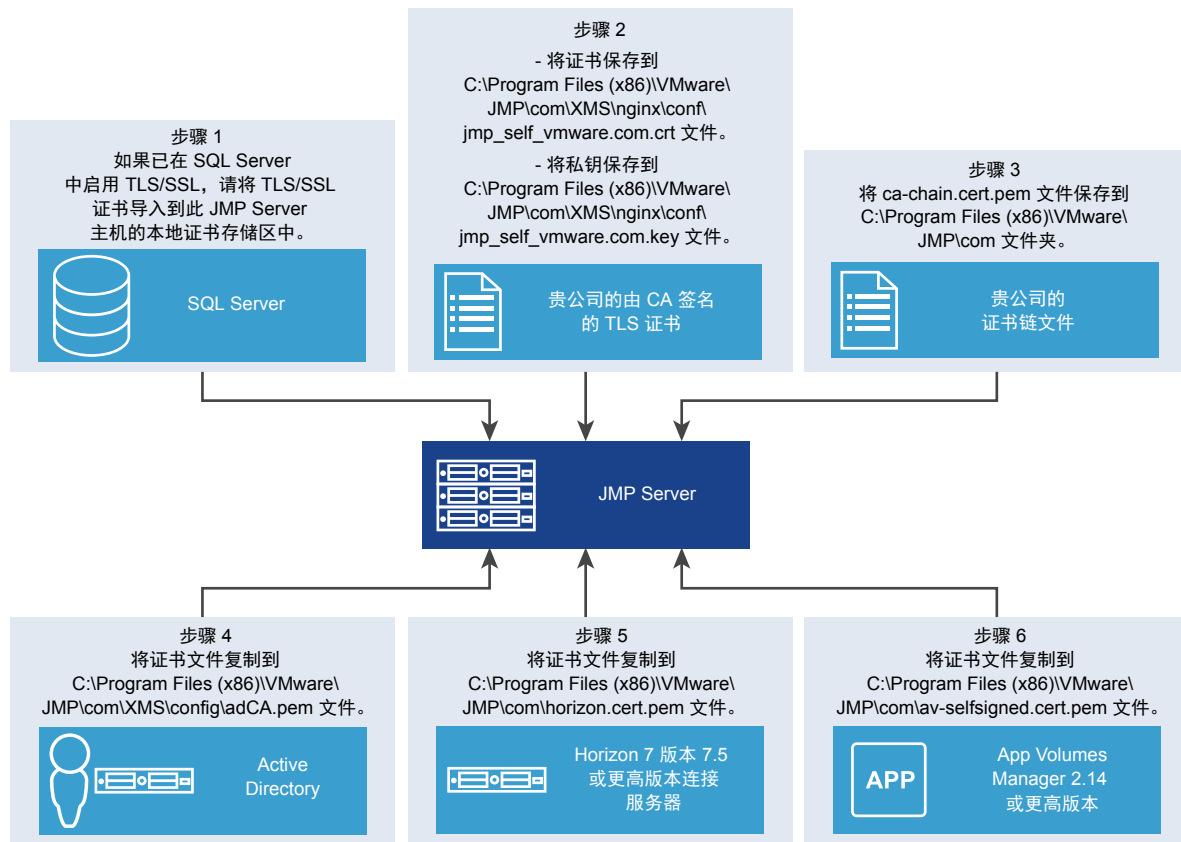 步骤 1
如果已在 SQL Server
中启用 TLS/SSL，请将 TLS/SSL
证书导入到此 JMP Server
主机的本地证书存储区中。
SQL Server
步骤 2
- 将证书保存到
C:\Program Files (x86)\VMware\
JMP\com\XMS\nginx\conf\
jmp_self_vmware.com.crt 文件。
- 将私钥保存到
C:\Program Files (x86)\VMware\
JMP\com\XMS\nginx\conf\
jmp_self_vmware.com.key 文件。
贵公司的由 CA 签名
的 TLS 证书
步骤 3
将 ca-chain.cert.pem 文件保存到
C:\Program Files (x86)\VMware\
JMP\com 文件夹。
贵公司的
证书链文件
JMP Server
步骤 4
将证书文件复制到
C:\Program Files (x86)\VMware\
JMP\com\XMS\config\adCA.pem 文件。
Active
Directory
步骤 5
将证书文件复制到
C:\Program Files (x86)\VMware\
JMP\com\horizon.cert.pem 文件。
Horizon 7 版本 7.5
或更高版本连接
服务器
步骤 6
将证书文件复制到
C:\Program Files (x86)\VMware\
JMP\com\av-selfsigned.cert.pem 文件。
APP
App Volumes
Manager 2.14
或更高版本